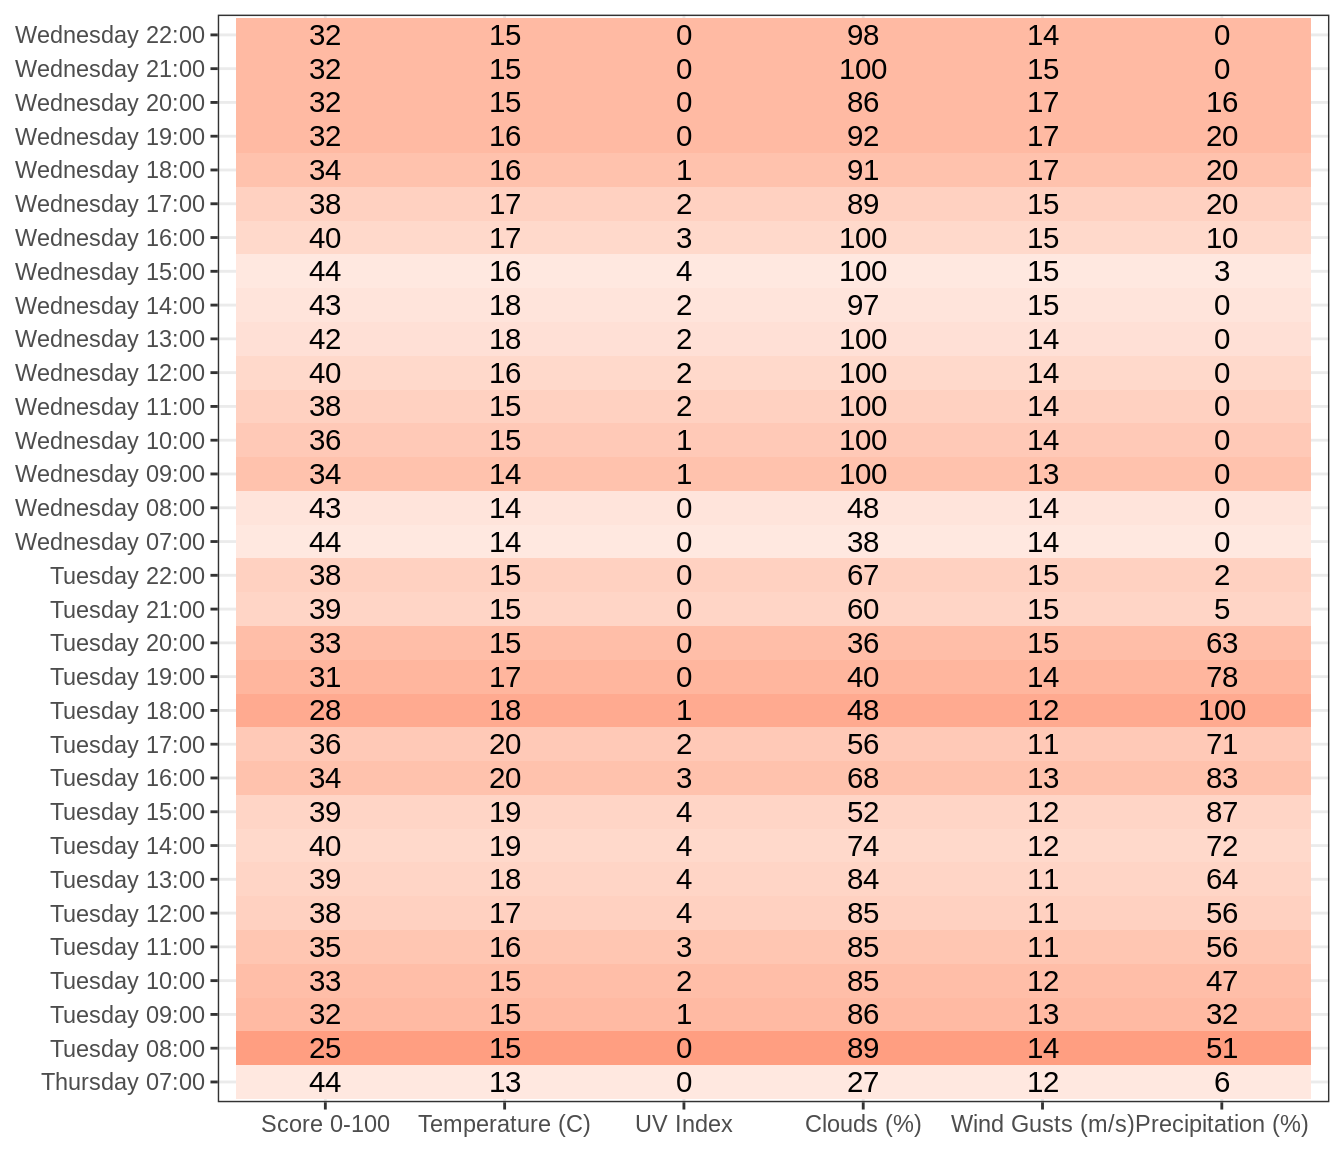 Wednesday 22:00 32 15 0 98 14 0
Wednesday 21:00 32 15 0 100 15 0
Wednesday 20:00 32 15 0 86 17 16
Wednesday 19:00 32 16 0 92 17 20
Wednesday 18:00 34 16 1 91 17 20
Wednesday 17:00 38 17 2 89 15 20
Wednesday 16:00 40 17 3 100 15 10
Wednesday 15:00 44 16 4 100 15 3
Wednesday 14:00 43 18 2 97 15 0
Wednesday 13:00 42 18 2 100 14 0
Wednesday 12:00 40 16 2 100 14 0
Wednesday 11:00 38 15 2 100 14 0
Wednesday 10:00 36 15 1 100 14 0
Wednesday 09:00 34 14 1 100 13 0
Wednesday 08:00 43 14 0 48 14 0
Wednesday 07:00 44 14 0 38 14 0
Tuesday 22:00 38 15 0 67 15 2
Tuesday 21:00 39 15 0 60 15 5
Tuesday 20:00 33 15 0 36 15 63
Tuesday 19:00 31 17 0 40 14 78
Tuesday 18:00 28 18 1 48 12 100
Tuesday 17:00 36 20 2 56 11 71
Tuesday 16:00 34 20 3 68 13 83
Tuesday 15:00 39 19 4 52 12 87
Tuesday 14:00 40 19 4 74 12 72
Tuesday 13:00 39 18 4 84 11 64
Tuesday 12:00 38 17 4 85 11 56
Tuesday 11:00 35 16 3 85 11 56
Tuesday 10:00 33 15 2 85 12 47
Tuesday 09:00 32 15 1 86 13 32
Tuesday 08:00 25 15 0 89 14 51
Thursday 07:00 44 13 0 27 12 6
Score 0-100 Temperature (C) UV Index Clouds (%) Wind Gusts (m/s) Precipitation (%)